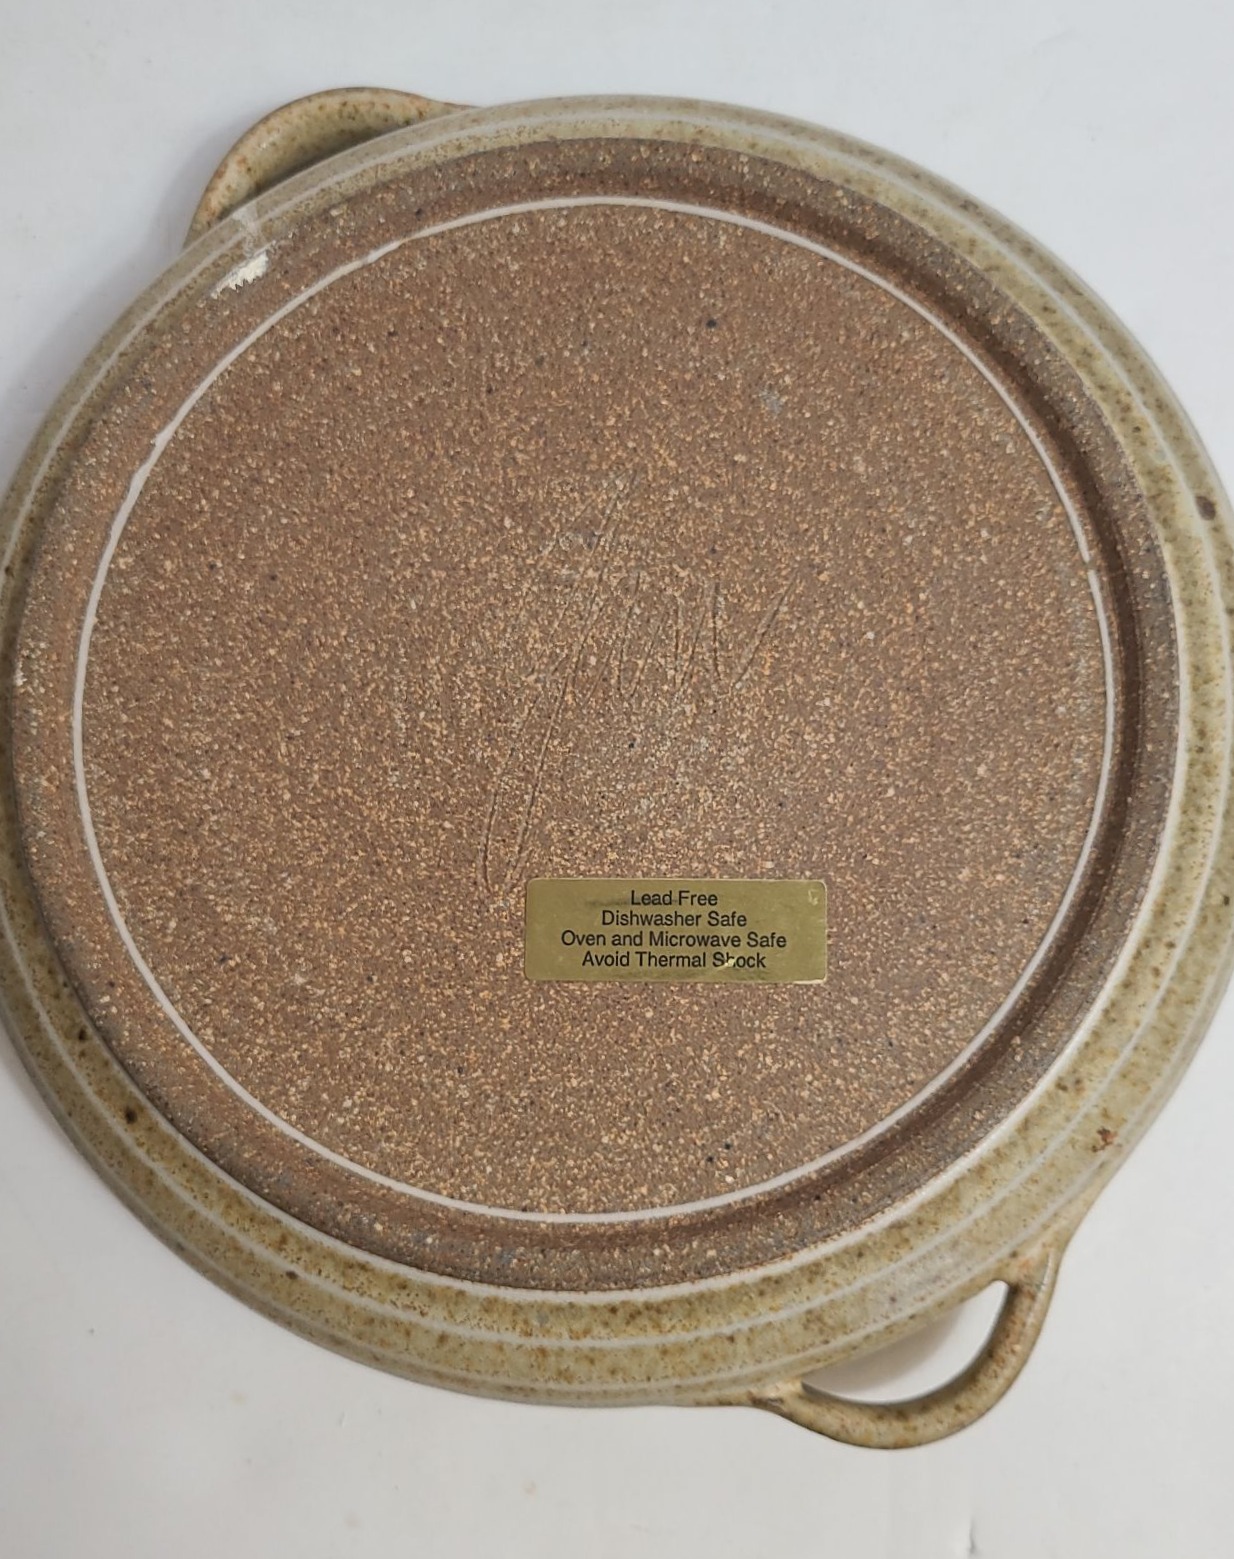 Lead Free
Dishwasher Safe
Oven and Microwave Safe
Avoid Thermal Shock